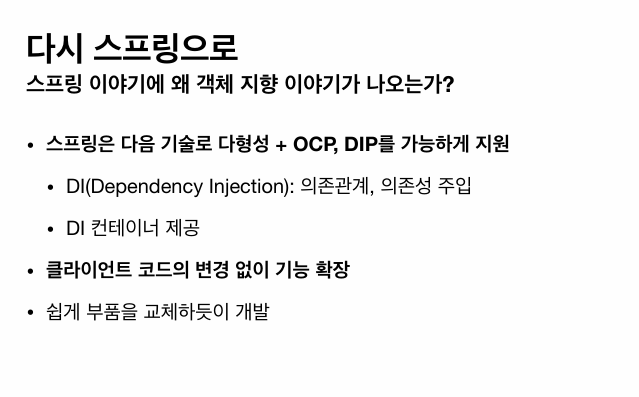 다시 스프링으로
스프링 이야기에 왜 객체 지향 이야기가 나오는가?
• 스프링은 다음 기술로 다형성 + OCP, DIP를 가능하게 지원
• DI(Dependency Injection): 의존관계, 의존성 주입
• DI 컨테이너 제공
• 클라이언트 코드의 변경 없이 기능 확장
• 쉽게 부품을 교체하듯이 개발